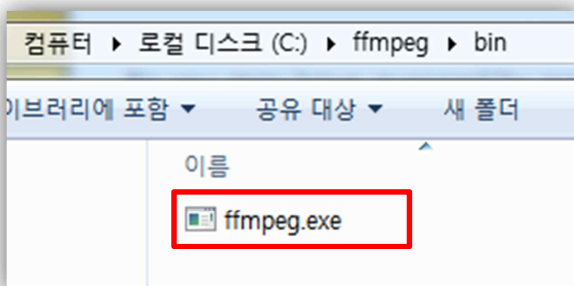 컴퓨터 ▶ 로컬 디스크 (C:) ▶ ffmpeg ▶ bin
이브러리에 포함 ▼ 공유 대상 ▼ 새 폴더
이름
ffmpeg.exe